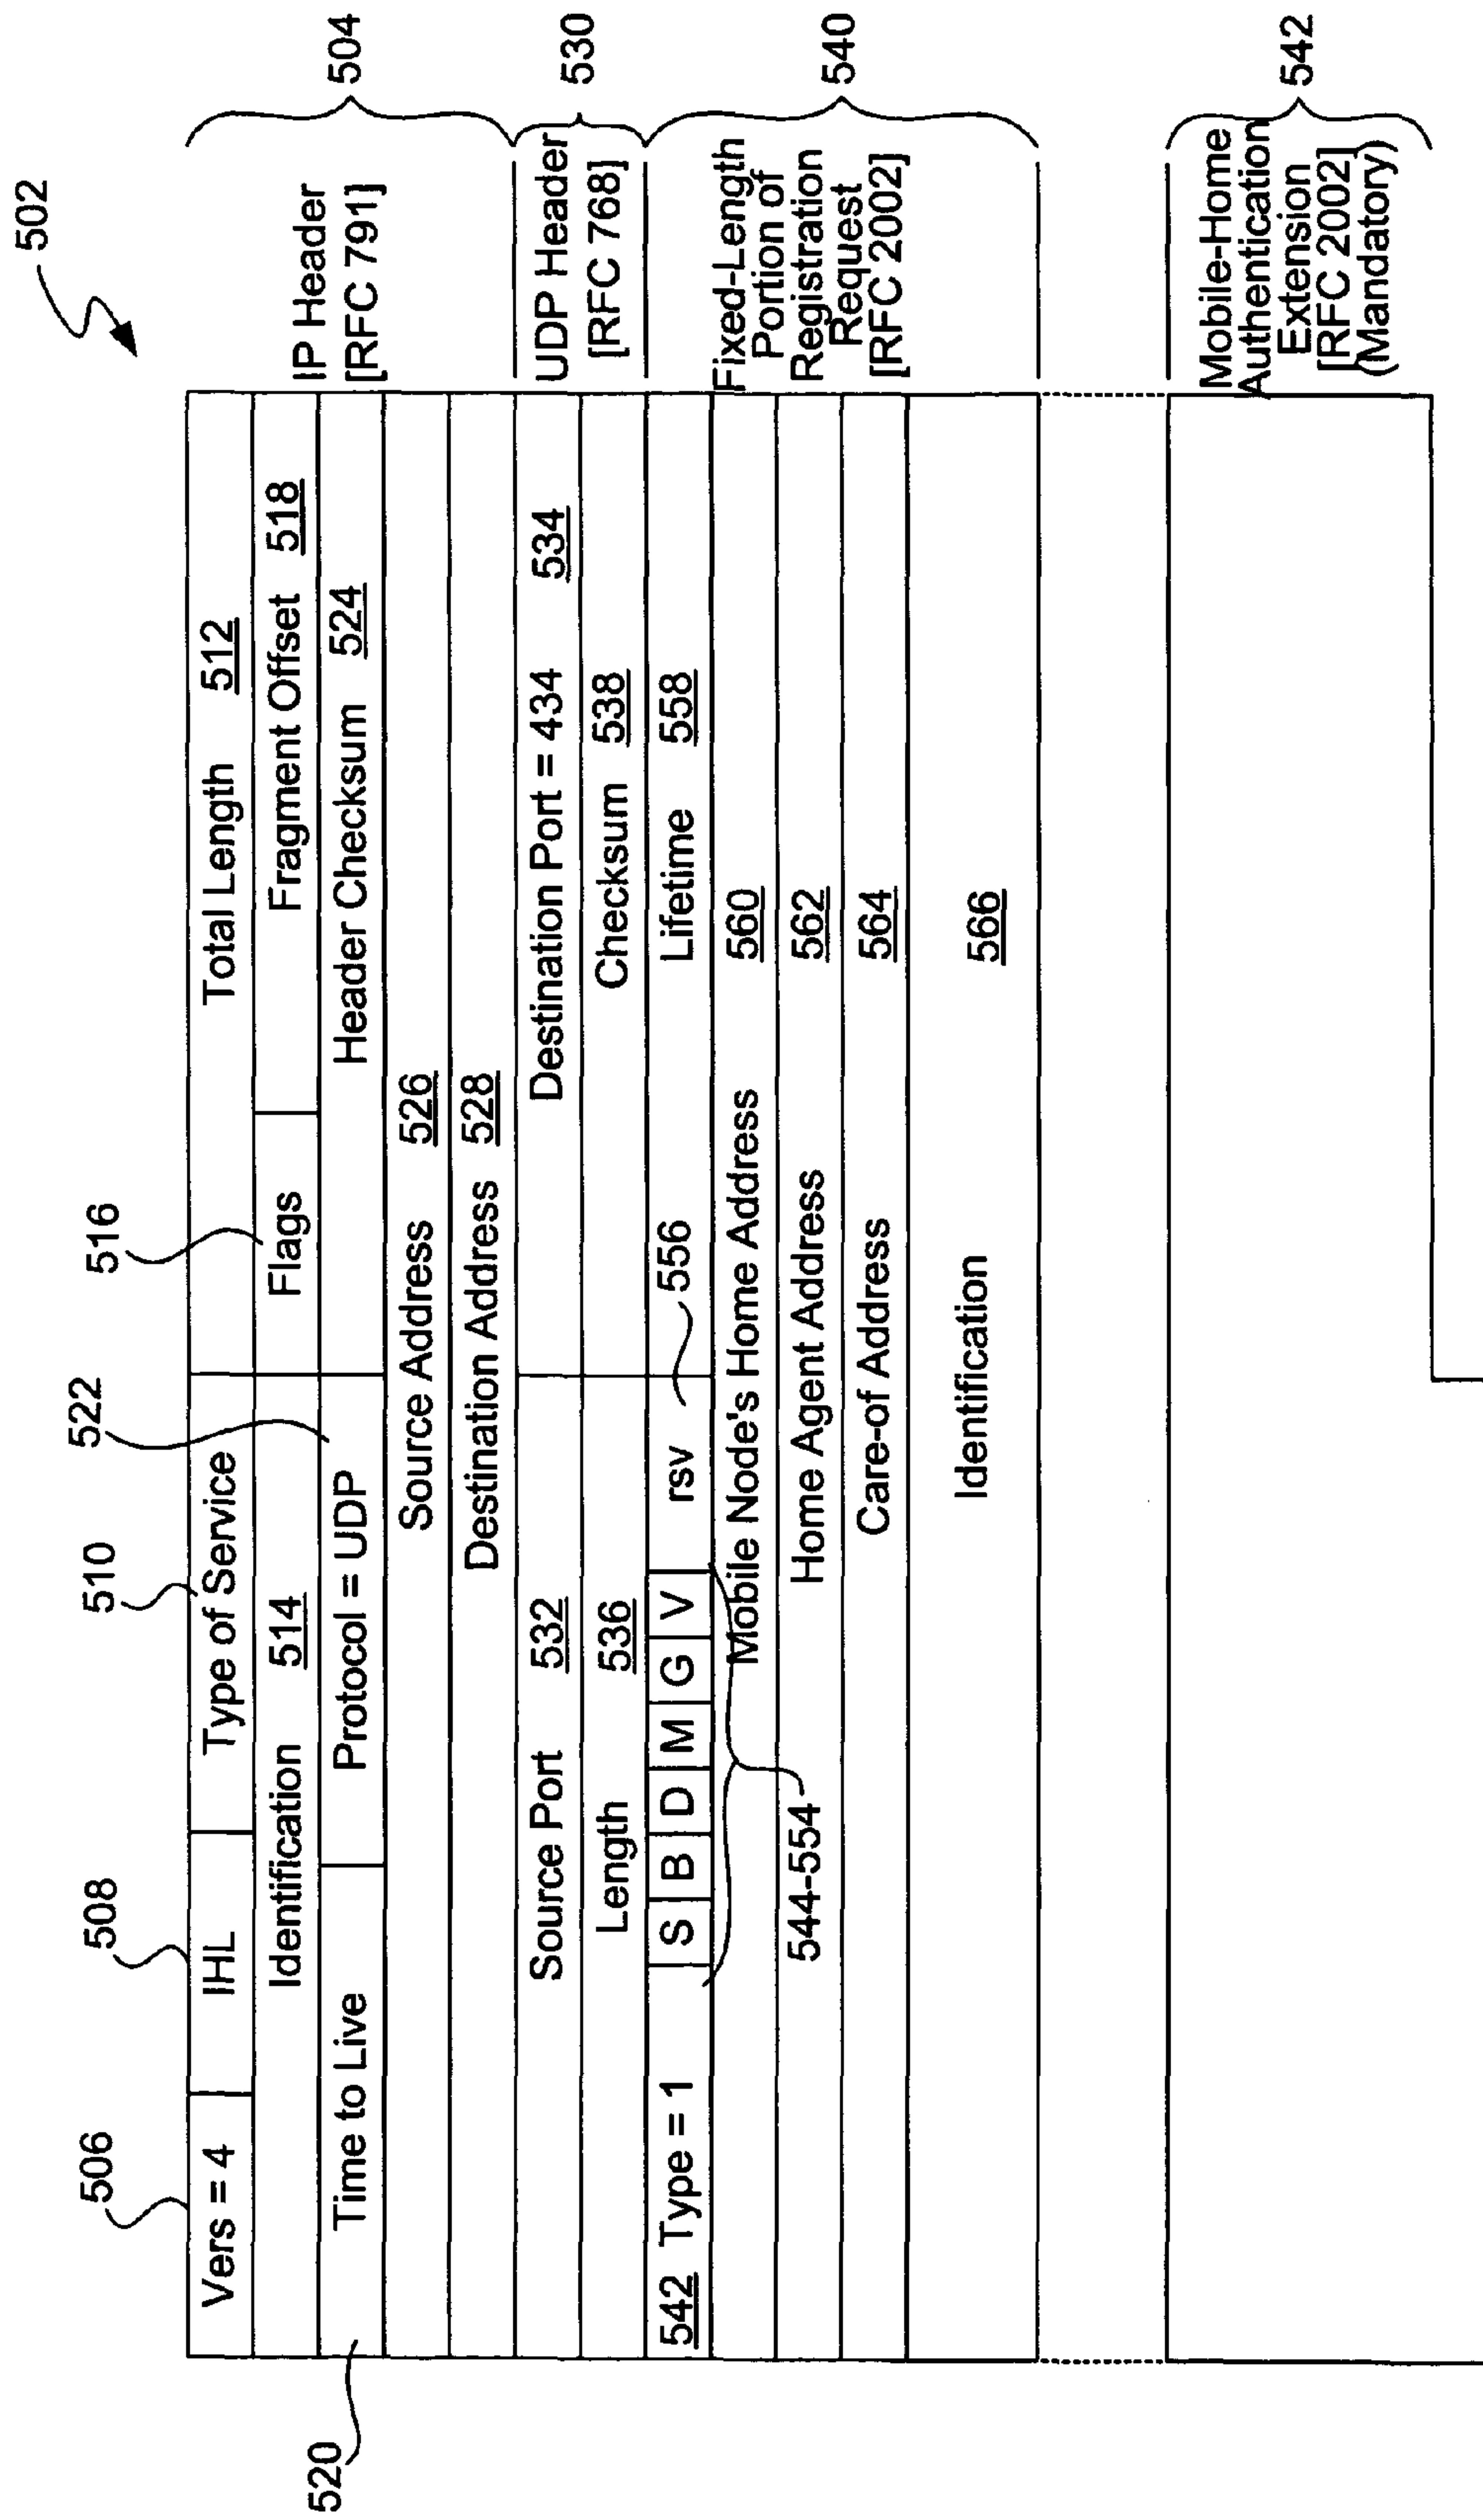 502
506
508
510
522
516
Vers = 4
IHL
Type of Service
Total Length 512
IP Header
[RFC 791]
504
Identification 514
Flags
Fragment Offset 518
520
Time to Live
Protocol = UDP
Header Checksum 524
Source Address 526
Destination Address 528
Source Port 532
Destination Port = 434 534
UDP Header
[RFC 768]
530
Length 536
Checksum 538
542 Type = 1
S
B
D
M
G
V
rsv
556
Lifetime 558
Fixed-Length
Portion of
Registration
Request
[RFC 2002]
540
Mobile Node's Home Address 560
544-554
Home Agent Address 562
Care-of Address 564
Identification 566
Mobile-Home
Authentication
Extension
[RFC 2002]
(Mandatory)
542